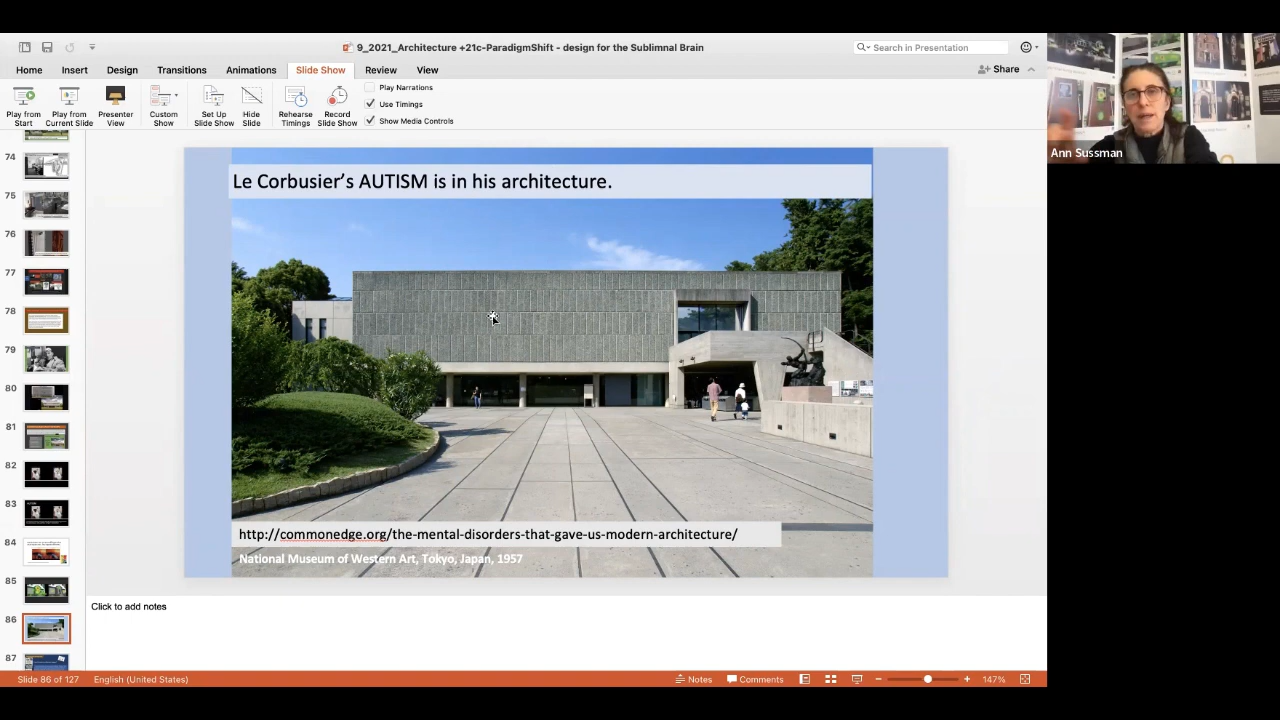 9_2021_Architecture +21c-ParadigmShift - design for the Sublimnal Brain
Search in Presentation
Home Insert Design Transitions Animations Slide Show Review View
Share
Play from Start
Play from Current Slide
Presenter View
Custom Show
Set Up Slide Show
Hide Slide
Rehearse Timings
Record Slide Show
Play Narrations
Use Timings
Show Media Controls
Ann Sussman
74
75
76
77
78
79
80
81
82
83
84
85
86
87
Le Corbusier's AUTISM is in his architecture.
http://commonedge.org/the-mental-disorders-that-gave-us-modern-architecture/
National Museum of Western Art, Tokyo, Japan, 1957
Click to add notes
Slide 86 of 127 English (United States) Notes Comments 147%